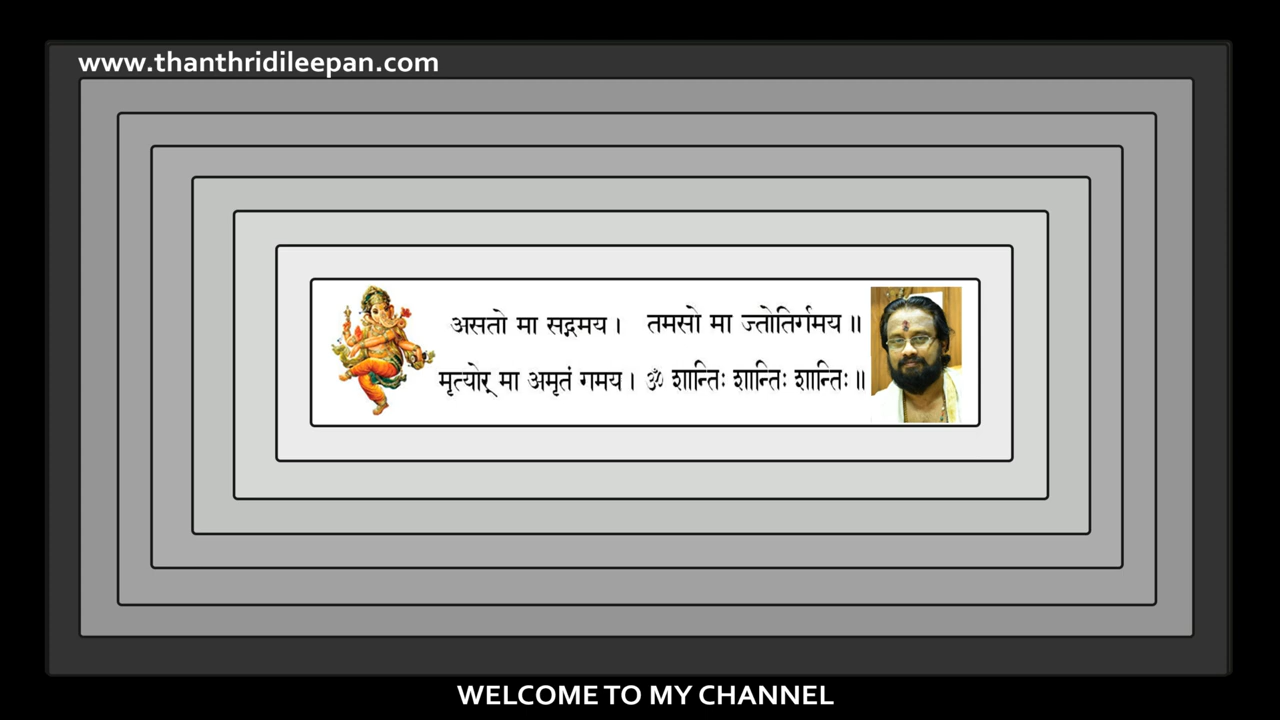 www.thanthridileepan.com
असतो मा सद्गमय। तमसो मा ज्तोतिर्गमय॥
मृत्योर् मा अमृतं गमय। ॐ शान्तिः शान्तिः शान्तिः॥
WELCOME TO MY CHANNEL